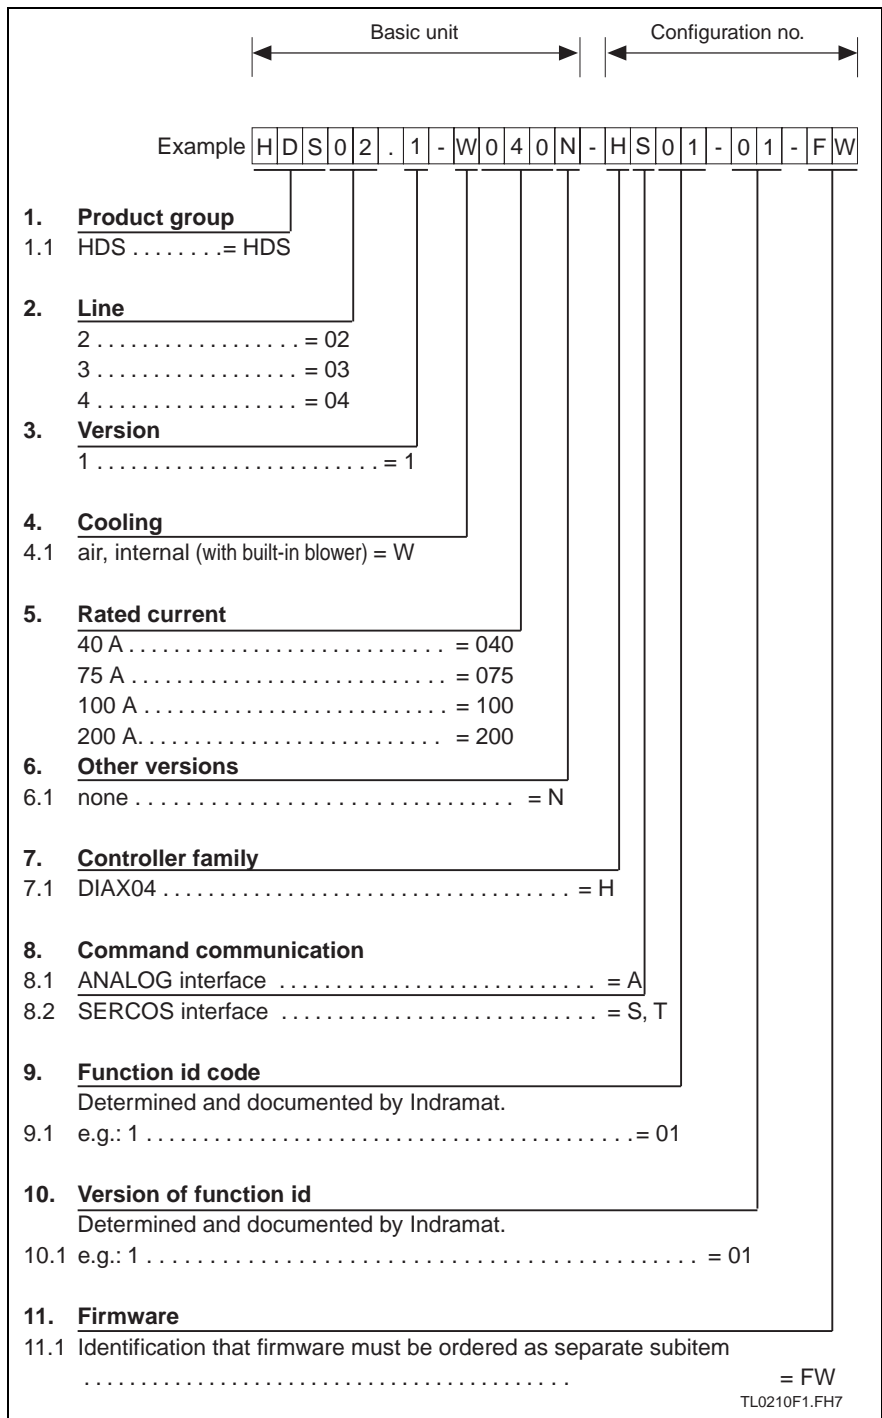 Basic unit Configuration no.
Example HDS02.1-W040N-HS01-01-FW
1. Product group
1.1 HDS . . . . . . . .= HDS
2. Line
2 . . . . . . . . . . . . . . . . . . = 02
3 . . . . . . . . . . . . . . . . . . = 03
4 . . . . . . . . . . . . . . . . . . = 04
3. Version
1 . . . . . . . . . . . . . . . . . . . . . . . . . = 1
4. Cooling
4.1 air, internal (with built-in blower) = W
5. Rated current
40 A . . . . . . . . . . . . . . . . . . . . . . . . . . . . = 040
75 A . . . . . . . . . . . . . . . . . . . . . . . . . . . . = 075
100 A . . . . . . . . . . . . . . . . . . . . . . . . . . . = 100
200 A. . . . . . . . . . . . . . . . . . . . . . . . . . . = 200
6. Other versions
6.1 none . . . . . . . . . . . . . . . . . . . . . . . . . . . . . . . . . . = N
7. Controller family
7.1 DIAX04 . . . . . . . . . . . . . . . . . . . . . . . . . . . . . . . . . . . . . = H
8. Command communication
8.1 ANALOG interface . . . . . . . . . . . . . . . . . . . . . . . . . . . . = A
8.2 SERCOS interface . . . . . . . . . . . . . . . . . . . . . . . . . . . . = S, T
9. Function id code
Determined and documented by Indramat.
9.1 e.g.: 1 . . . . . . . . . . . . . . . . . . . . . . . . . . . . . . . . . . . . . . . . . . .= 01
10. Version of function id
Determined and documented by Indramat.
10.1 e.g.: 1 . . . . . . . . . . . . . . . . . . . . . . . . . . . . . . . . . . . . . . . . . . . . . . . . . = 01
11. Firmware
11.1 Identification that firmware must be ordered as separate subitem
. . . . . . . . . . . . . . . . . . . . . . . . . . . . . . . . . . . . . . . . . . . = FW
TL0210F1.FH7